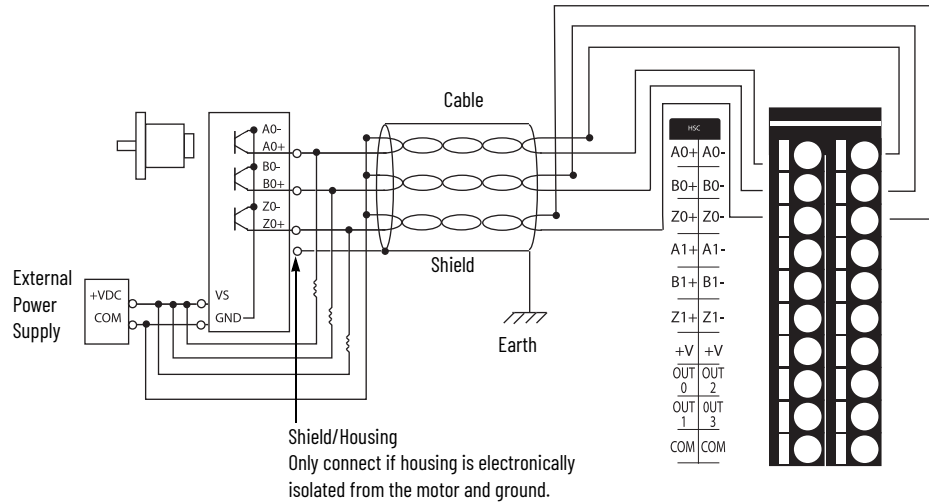 Cable
HSC
A0-
A0+
B0-
B0+
Z0-
Z0+
A0+ A0-
B0+ B0-
Z0+ Z0-
A1+ A1-
B1+ B1-
Z1+ Z1-
+V +V
OUT 0 OUT 2
OUT 1 0UT 3
COM COM
Shield
External
Power
Supply
+VDC
COM
VS
GND
Earth
Shield/Housing
Only connect if housing is electronically
isolated from the motor and ground.